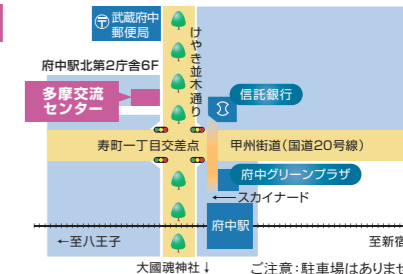 武蔵府中
郵便局
けやき並木通り
府中駅北第2庁舎6F
多摩交流
センター
信託銀行
寿町一丁目交差点
甲州街道(国道20号線)
府中グリーンプラザ
←スカイナード
府中駅
←至八王子
至新宿
大國魂神社↓
ご注意:駐車場はありませ